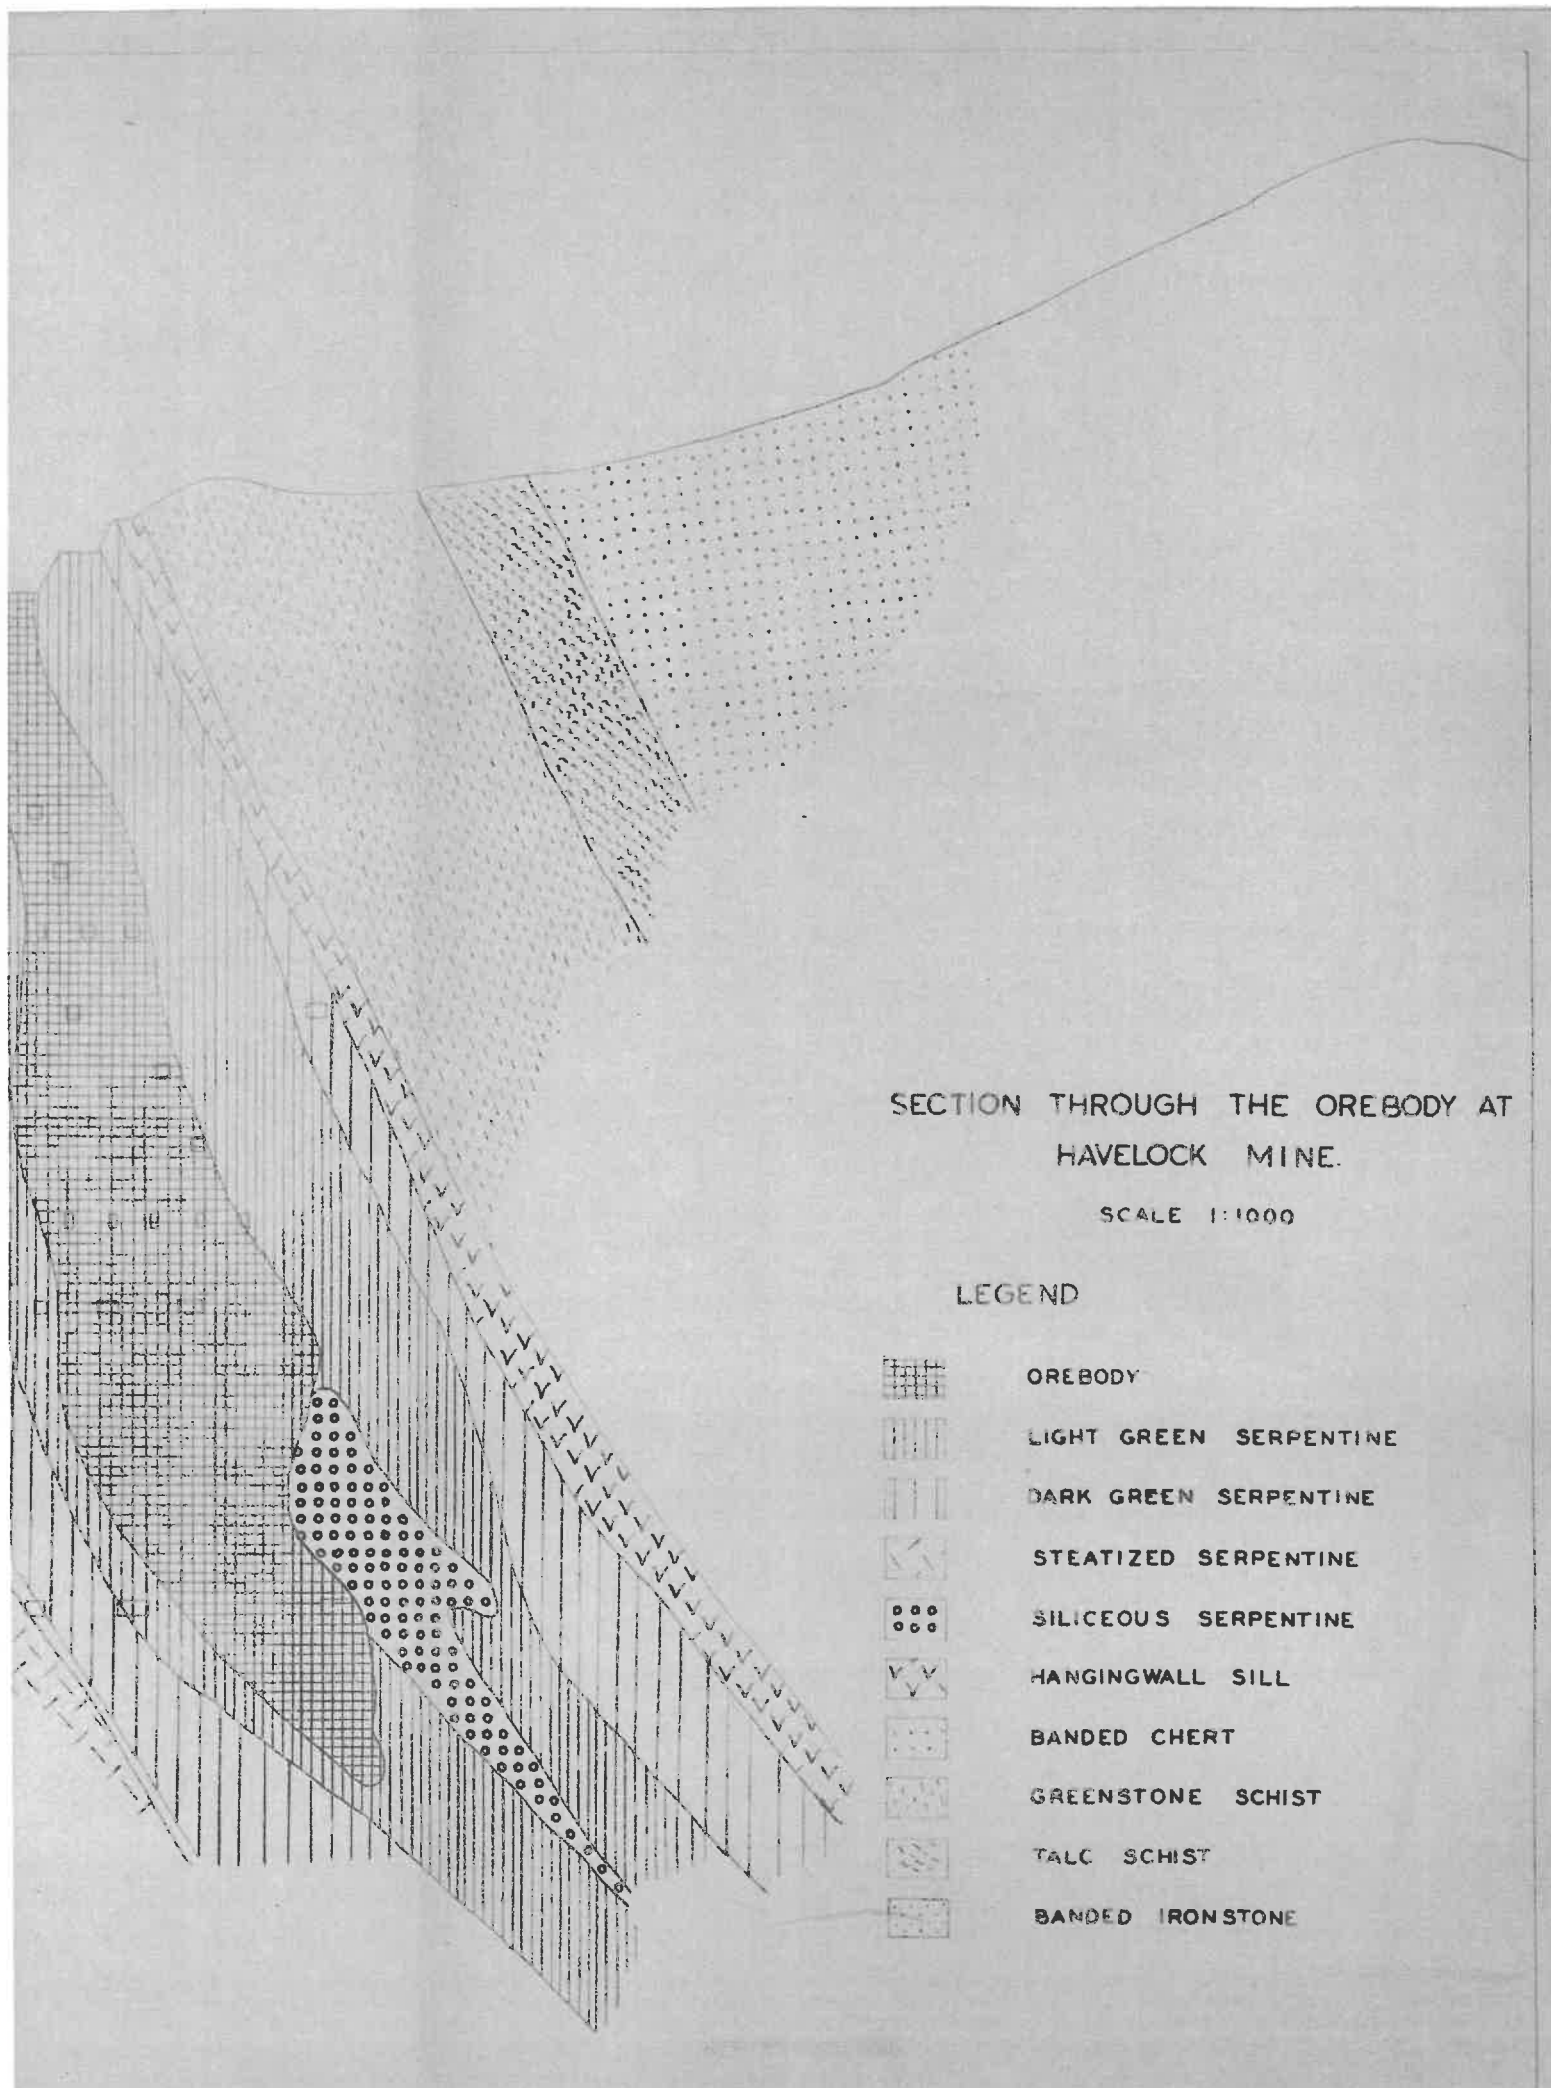 SECTION THROUGH THE OREBODY AT
HAVELOCK MINE.
SCALE 1:1000
LEGEND
OREBODY
LIGHT GREEN SERPENTINE
DARK GREEN SERPENTINE
STEATIZED SERPENTINE
SILICEOUS SERPENTINE
HANGINGWALL SILL
BANDED CHERT
GREENSTONE SCHIST
TALC SCHIST
BANDED IRONSTONE